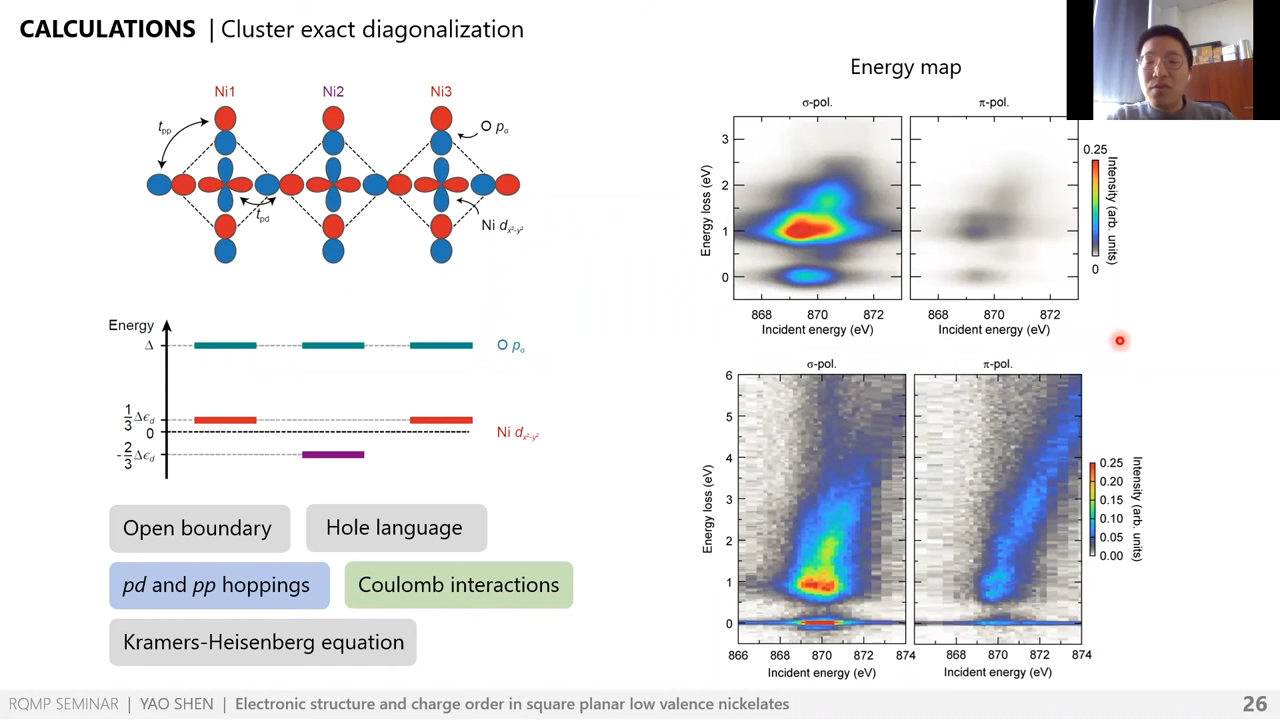 CALCULATIONS | Cluster exact diagonalization
Ni1 Ni2 Ni3
tpp
O pσ
tpd
Ni dx²-y²
Energy
Δ
O pσ
1/3 Δϵd
0
Ni dx²-y²
-2/3 Δϵd
Open boundary
Hole language
pd and pp hoppings
Coulomb interactions
Kramers-Heisenberg equation
Energy map
σ-pol. π-pol.
Energy loss (eV)
3
2
1
0
868 870 872 868 870 872
Incident energy (eV) Incident energy (eV)
0.25
0
Intensity (arb. units)
σ-pol. π-pol.
Energy loss (eV)
6
5
4
3
2
1
0
866 868 870 872 874 868 870 872 874
Incident energy (eV) Incident energy (eV)
0.25
0.20
0.15
0.10
0.05
0.00
Intensity (arb. units)
RQMP SEMINAR | YAO SHEN | Electronic structure and charge order in square planar low valence nickelates 26